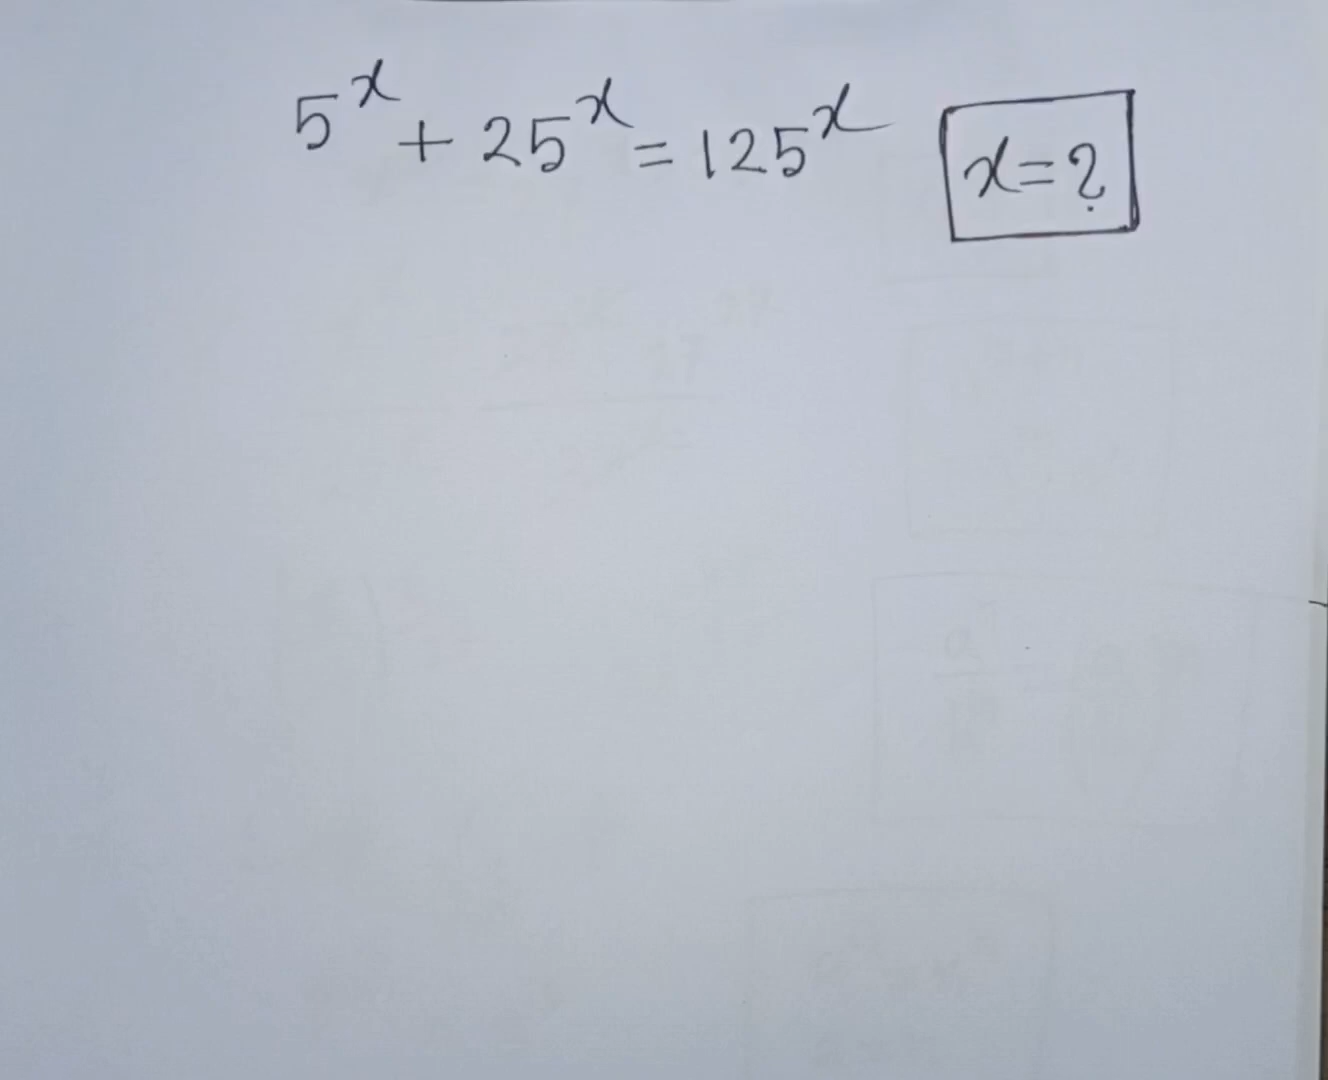 5^x + 25^x = 125^x   x = ?